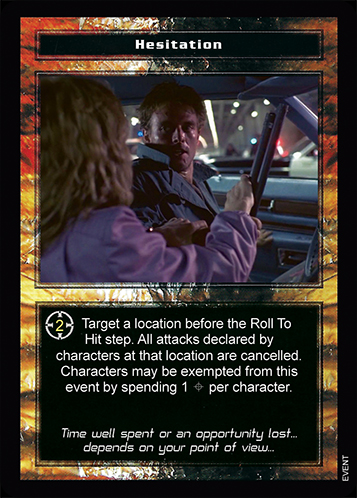 Hesitation
2 Target a location before the Roll To
Hit step. All attacks declared by
characters at that location are cancelled.
Characters may be exempted from this
event by spending 1 per character.
Time well spent or an opportunity lost...
depends on your point of view...
EVENT